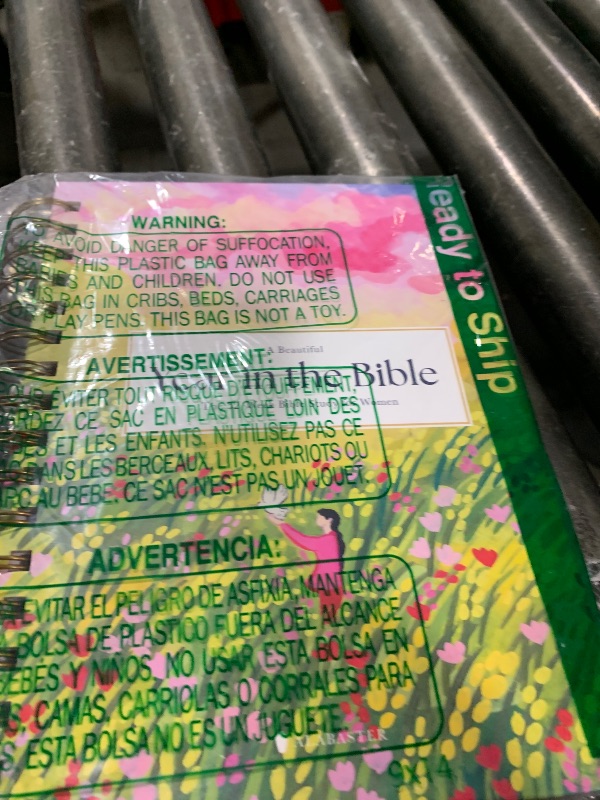 WARNING:
AVOID DANGER OF SUFFOCATION,
THIS PLASTIC BAG AWAY FROM
AND CHILDREN. DO NOT USE
BAG IN CRIBS, BEDS, CARRIAGES
PLAY PENS. THIS BAG IS NOT A TOY.
eady to Ship
A Beautiful
Year in the Bible
Bible Study Women
AVERTISSEMENT:
ÉVITER TOUT RISQUE D'ÉTOUFFEMENT,
CE SAC EN PLASTIQUE LOIN DES
ET LES ENFANTS. N'UTILISEZ PAS CE
DANS LES BERCEAUX, LITS, CHARIOTS OU
AU BEBE. CE SAC N'EST PAS UN JOUET.
ADVERTENCIA:
EVITAR EL PELIGRO DE ASFIXIA, MANTENGA
BOLSA DE PLASTICO FUERA DEL ALCANCE
BEBÉS Y NIÑOS. NO USAR ESTA BOLSA EN
CAMAS, CARRIOLAS O CORRALES PARA
ESTA BOLSA NO ES UN JUGUETE.
ALABASTER
9X14